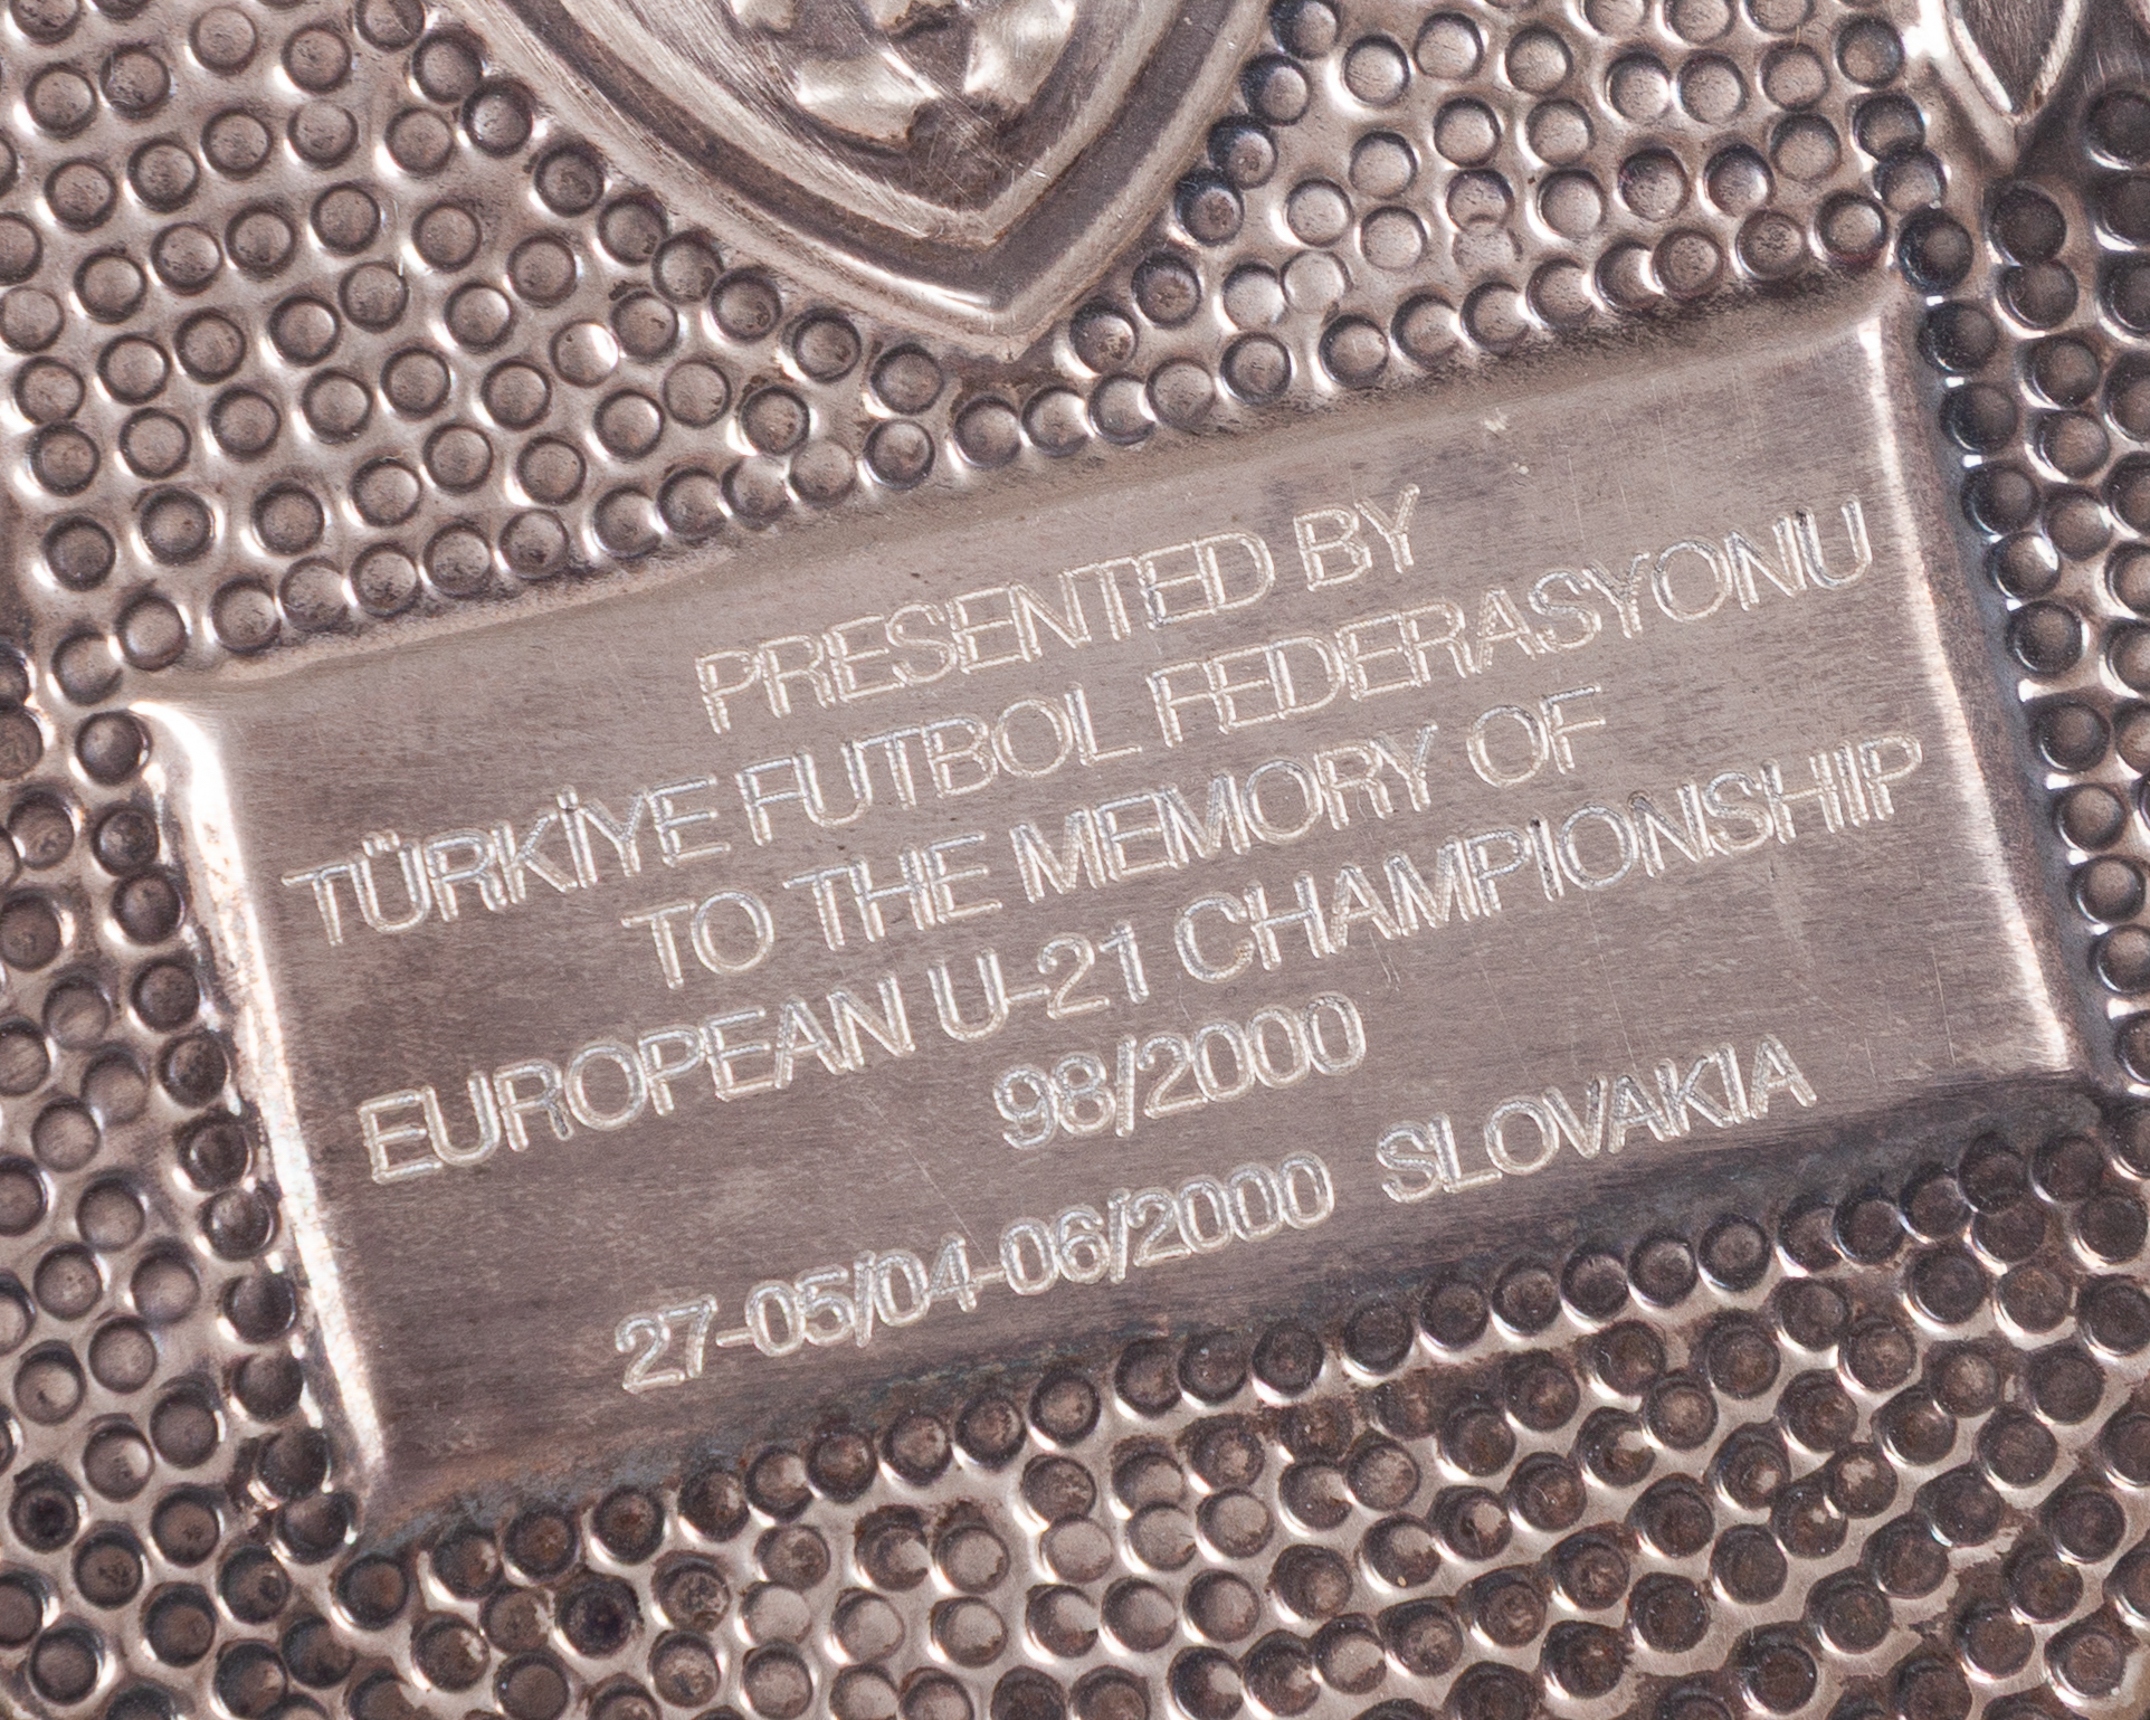 PRESENTED BY
TÜRKİYE FUTBOL FEDERASYONU
TO THE MEMORY OF
EUROPEAN U-21 CHAMPIONSHIP
98/2000
27-05/04-06/2000 SLOVAKIA